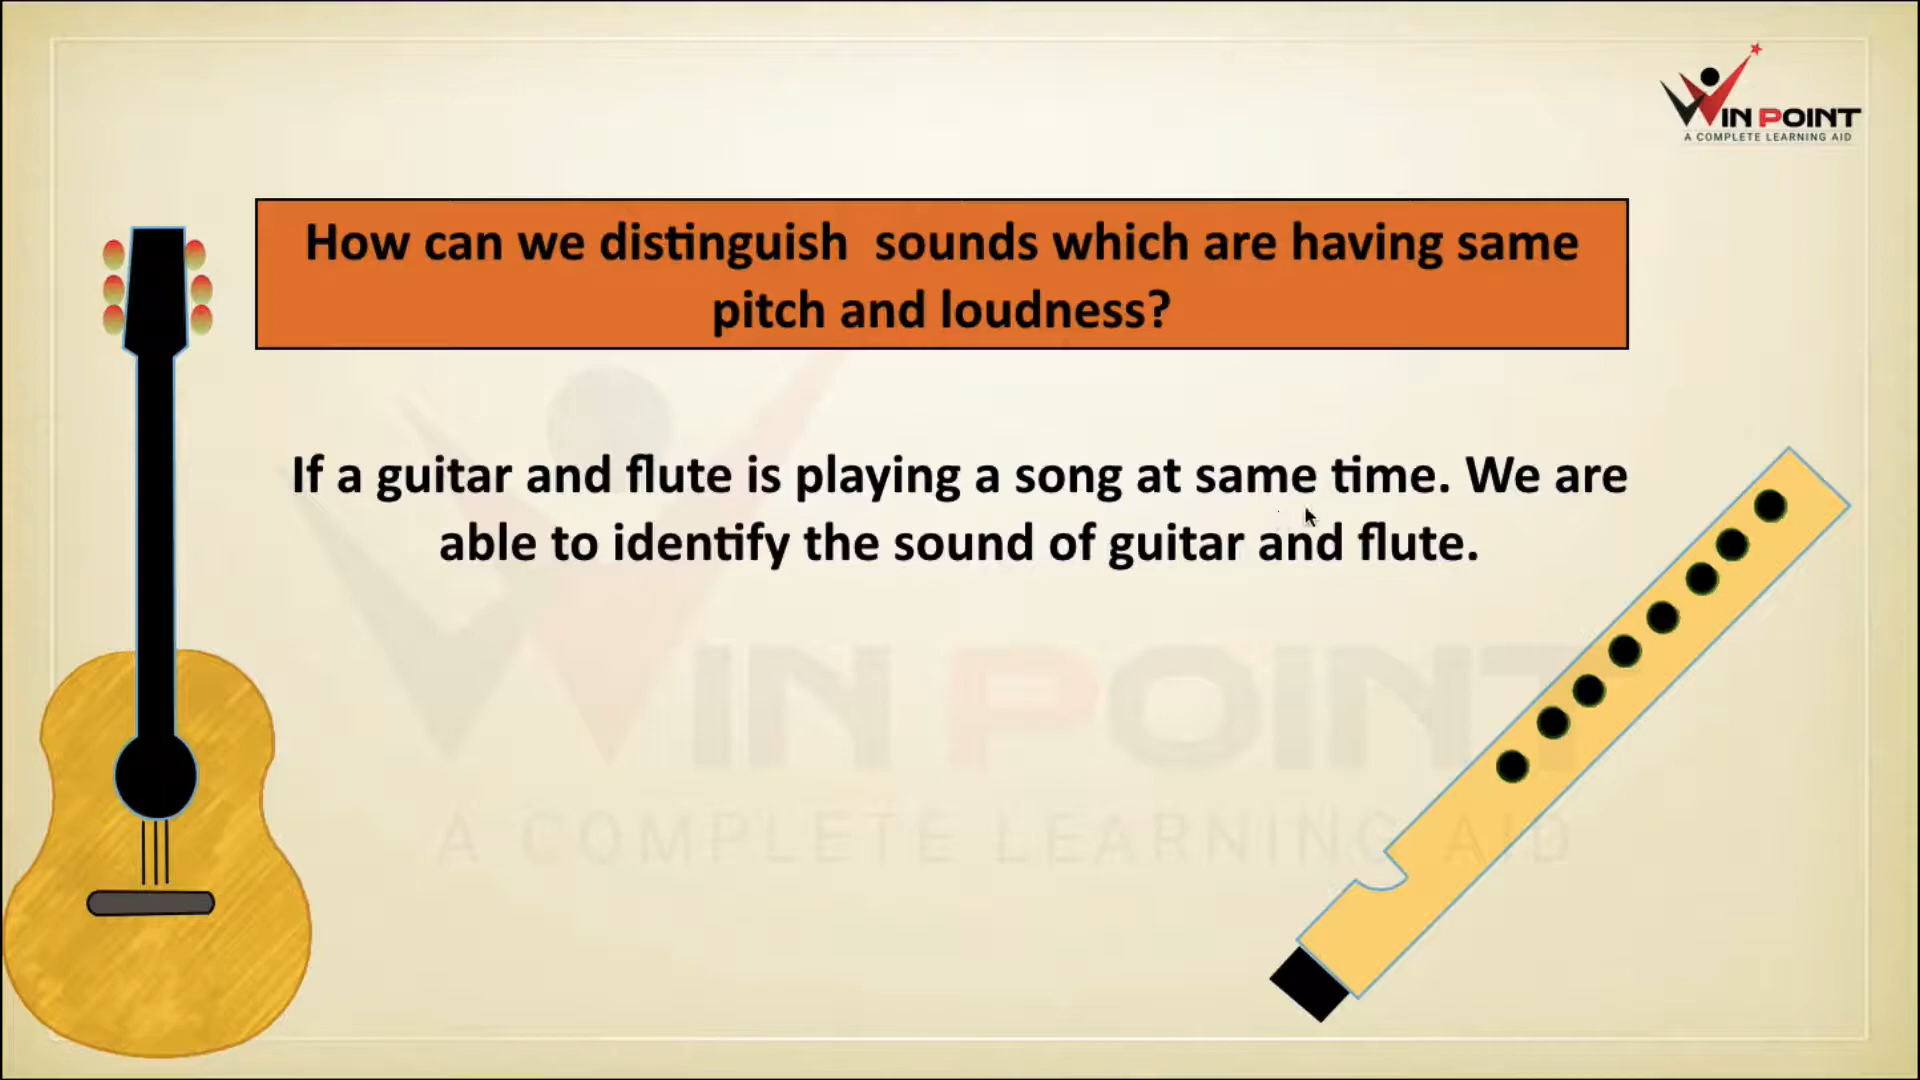 WIN POINT
A COMPLETE LEARNING AID
How can we distinguish sounds which are having same
pitch and loudness?
If a guitar and flute is playing a song at same time. We are
able to identify the sound of guitar and flute.
WIN POINT
A COMPLETE LEARNING AID